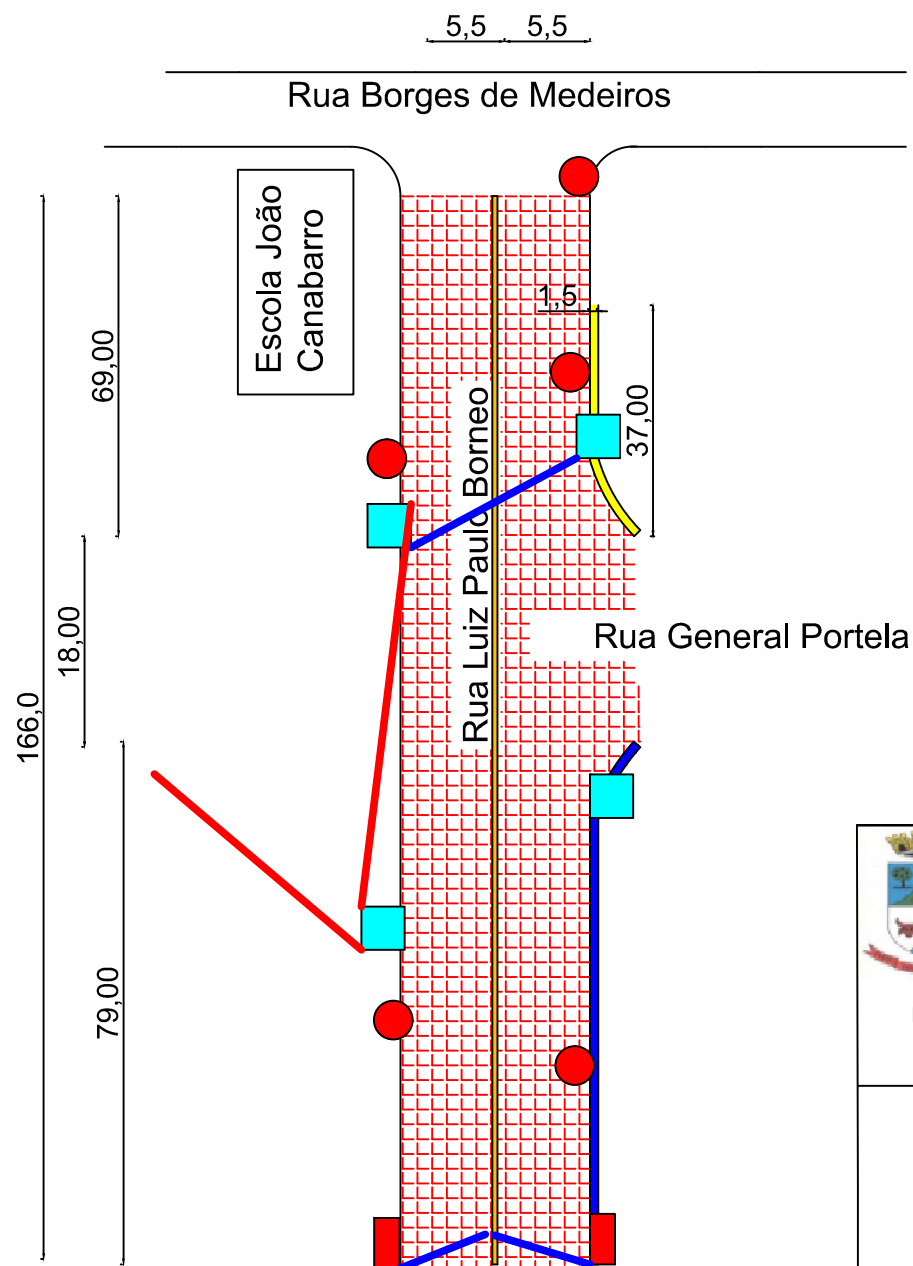 5,5 5,5
Rua Borges de Medeiros
Escola João
Canabarro
1,5
69,00
37,00
Rua Luiz Paulo Borneo
18,00
Rua General Portela
166,0
79,00